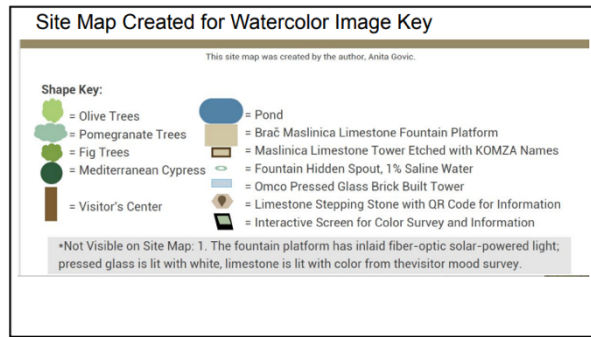 Site Map Created for Watercolor Image Key
This site map was created by the author, Anita Govic.
Shape Key:
= Olive Trees
= Pomegranate Trees
= Fig Trees
= Mediterranean Cypress
= Visitor's Center
= Pond
= Brač Maslinica Limestone Fountain Platform
= Maslinica Limestone Tower Etched with KOMZA Names
= Fountain Hidden Spout, 1% Saline Water
= Omco Pressed Glass Brick Built Tower
= Limestone Stepping Stone with QR Code for Information
= Interactive Screen for Color Survey and Information
*Not Visible on Site Map: 1. The fountain platform has inlaid fiber-optic solar-powered light;
pressed glass is lit with white, limestone is lit with color from thevisitor mood survey.